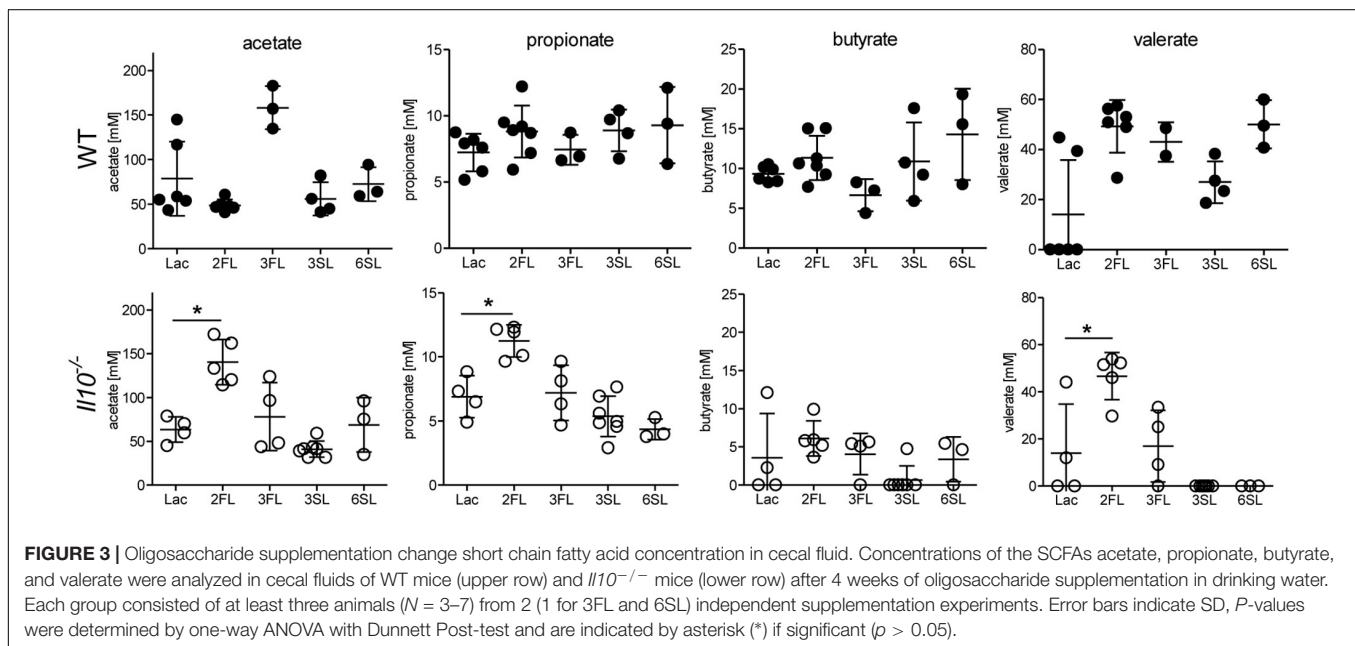 acetate
propionate
butyrate
valerate
WT
acetate [mM]
200
150
100
50
0
Lac 2FL 3FL 3SL 6SL
propionate [mM]
15
10
5
0
Lac 2FL 3FL 3SL 6SL
butyrate [mM]
25
20
15
10
5
0
Lac 2FL 3FL 3SL 6SL
valerate [mM]
80
60
40
20
0
Lac 2FL 3FL 3SL 6SL
Il10-/-
acetate [mM]
200
150
100
50
0
*
Lac 2FL 3FL 3SL 6SL
propionate [mM]
15
10
5
0
*
Lac 2FL 3FL 3SL 6SL
butyrate [mM]
25
20
15
10
5
0
Lac 2FL 3FL 3SL 6SL
valerate [mM]
80
60
40
20
0
*
Lac 2FL 3FL 3SL 6SL
FIGURE 3 | Oligosaccharide supplementation change short chain fatty acid concentration in cecal fluid. Concentrations of the SCFAs acetate, propionate, butyrate,
and valerate were analyzed in cecal fluids of WT mice (upper row) and Il10−/− mice (lower row) after 4 weeks of oligosaccharide supplementation in drinking water.
Each group consisted of at least three animals (N = 3–7) from 2 (1 for 3FL and 6SL) independent supplementation experiments. Error bars indicate SD, P-values
were determined by one-way ANOVA with Dunnett Post-test and are indicated by asterisk (*) if significant (p > 0.05).